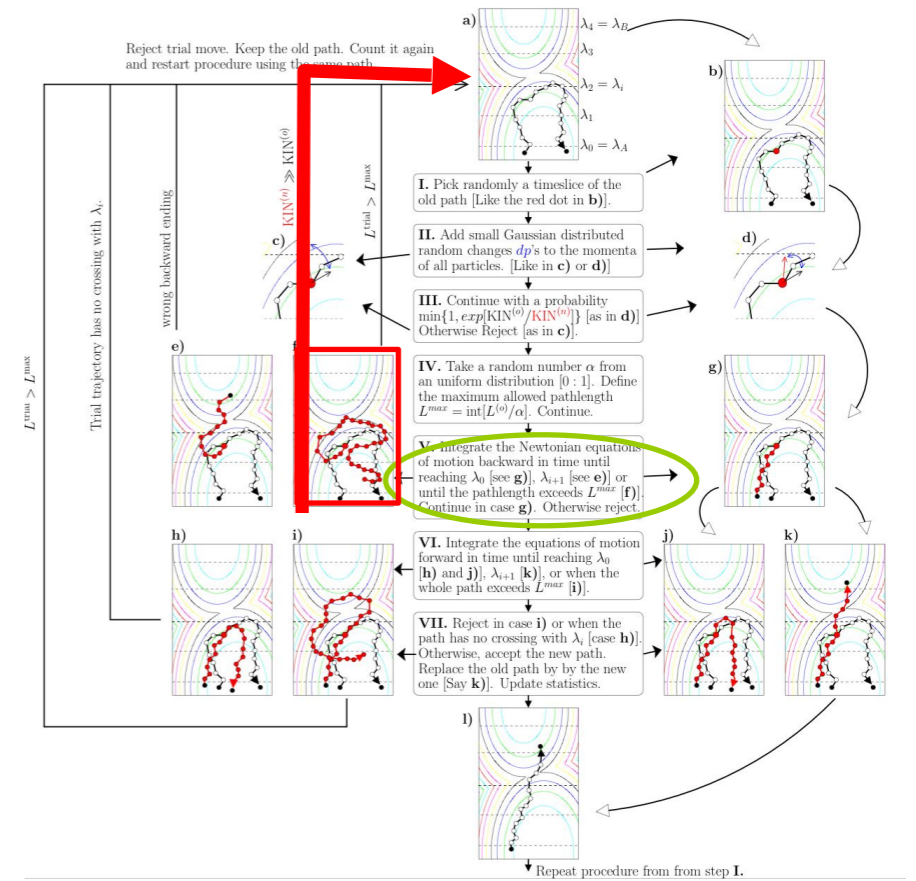 a)
λ₄ = λ_B
λ₃
λ₂ = λᵢ
λ₁
λ₀ = λ_A
Reject trial move. Keep the old path. Count it again
and restart procedure using the same path.
b)
L^trial > L^max
Trial trajectory has no crossing with λᵢ.
wrong backward ending
KIN⁽ⁿ⁾ ≫ KIN⁽ᵒ⁾
L^trial > L^max
I. Pick randomly a timeslice of the
old path [Like the red dot in b)].
c)
II. Add small Gaussian distributed
random changes dp's to the momenta
of all particles. [Like in c) or d)]
d)
III. Continue with a probability
min{1, exp[KIN⁽ᵒ⁾/KIN⁽ⁿ⁾]} [as in d)]
Otherwise Reject [as in c)].
e)
f)
IV. Take a random number α from
an uniform distribution [0 : 1]. Define
the maximum allowed pathlength
L^max = int[L⁽ᵒ⁾/α]. Continue.
g)
V. Integrate the Newtonian equations
of motion backward in time until
reaching λ₀ [see g)], λᵢ₊₁ [see e)] or
until the pathlength exceeds L^max [f)].
Continue in case g). Otherwise reject.
h)
i)
VI. Integrate the equations of motion
forward in time until reaching λ₀
[h) and j)], λᵢ₊₁ [k)], or when the
whole path exceeds L^max [i)].
j)
k)
VII. Reject in case i) or when the
path has no crossing with λᵢ [case h)].
Otherwise, accept the new path.
Replace the old path by by the new
one [Say k)]. Update statistics.
l)
Repeat procedure from from step I.